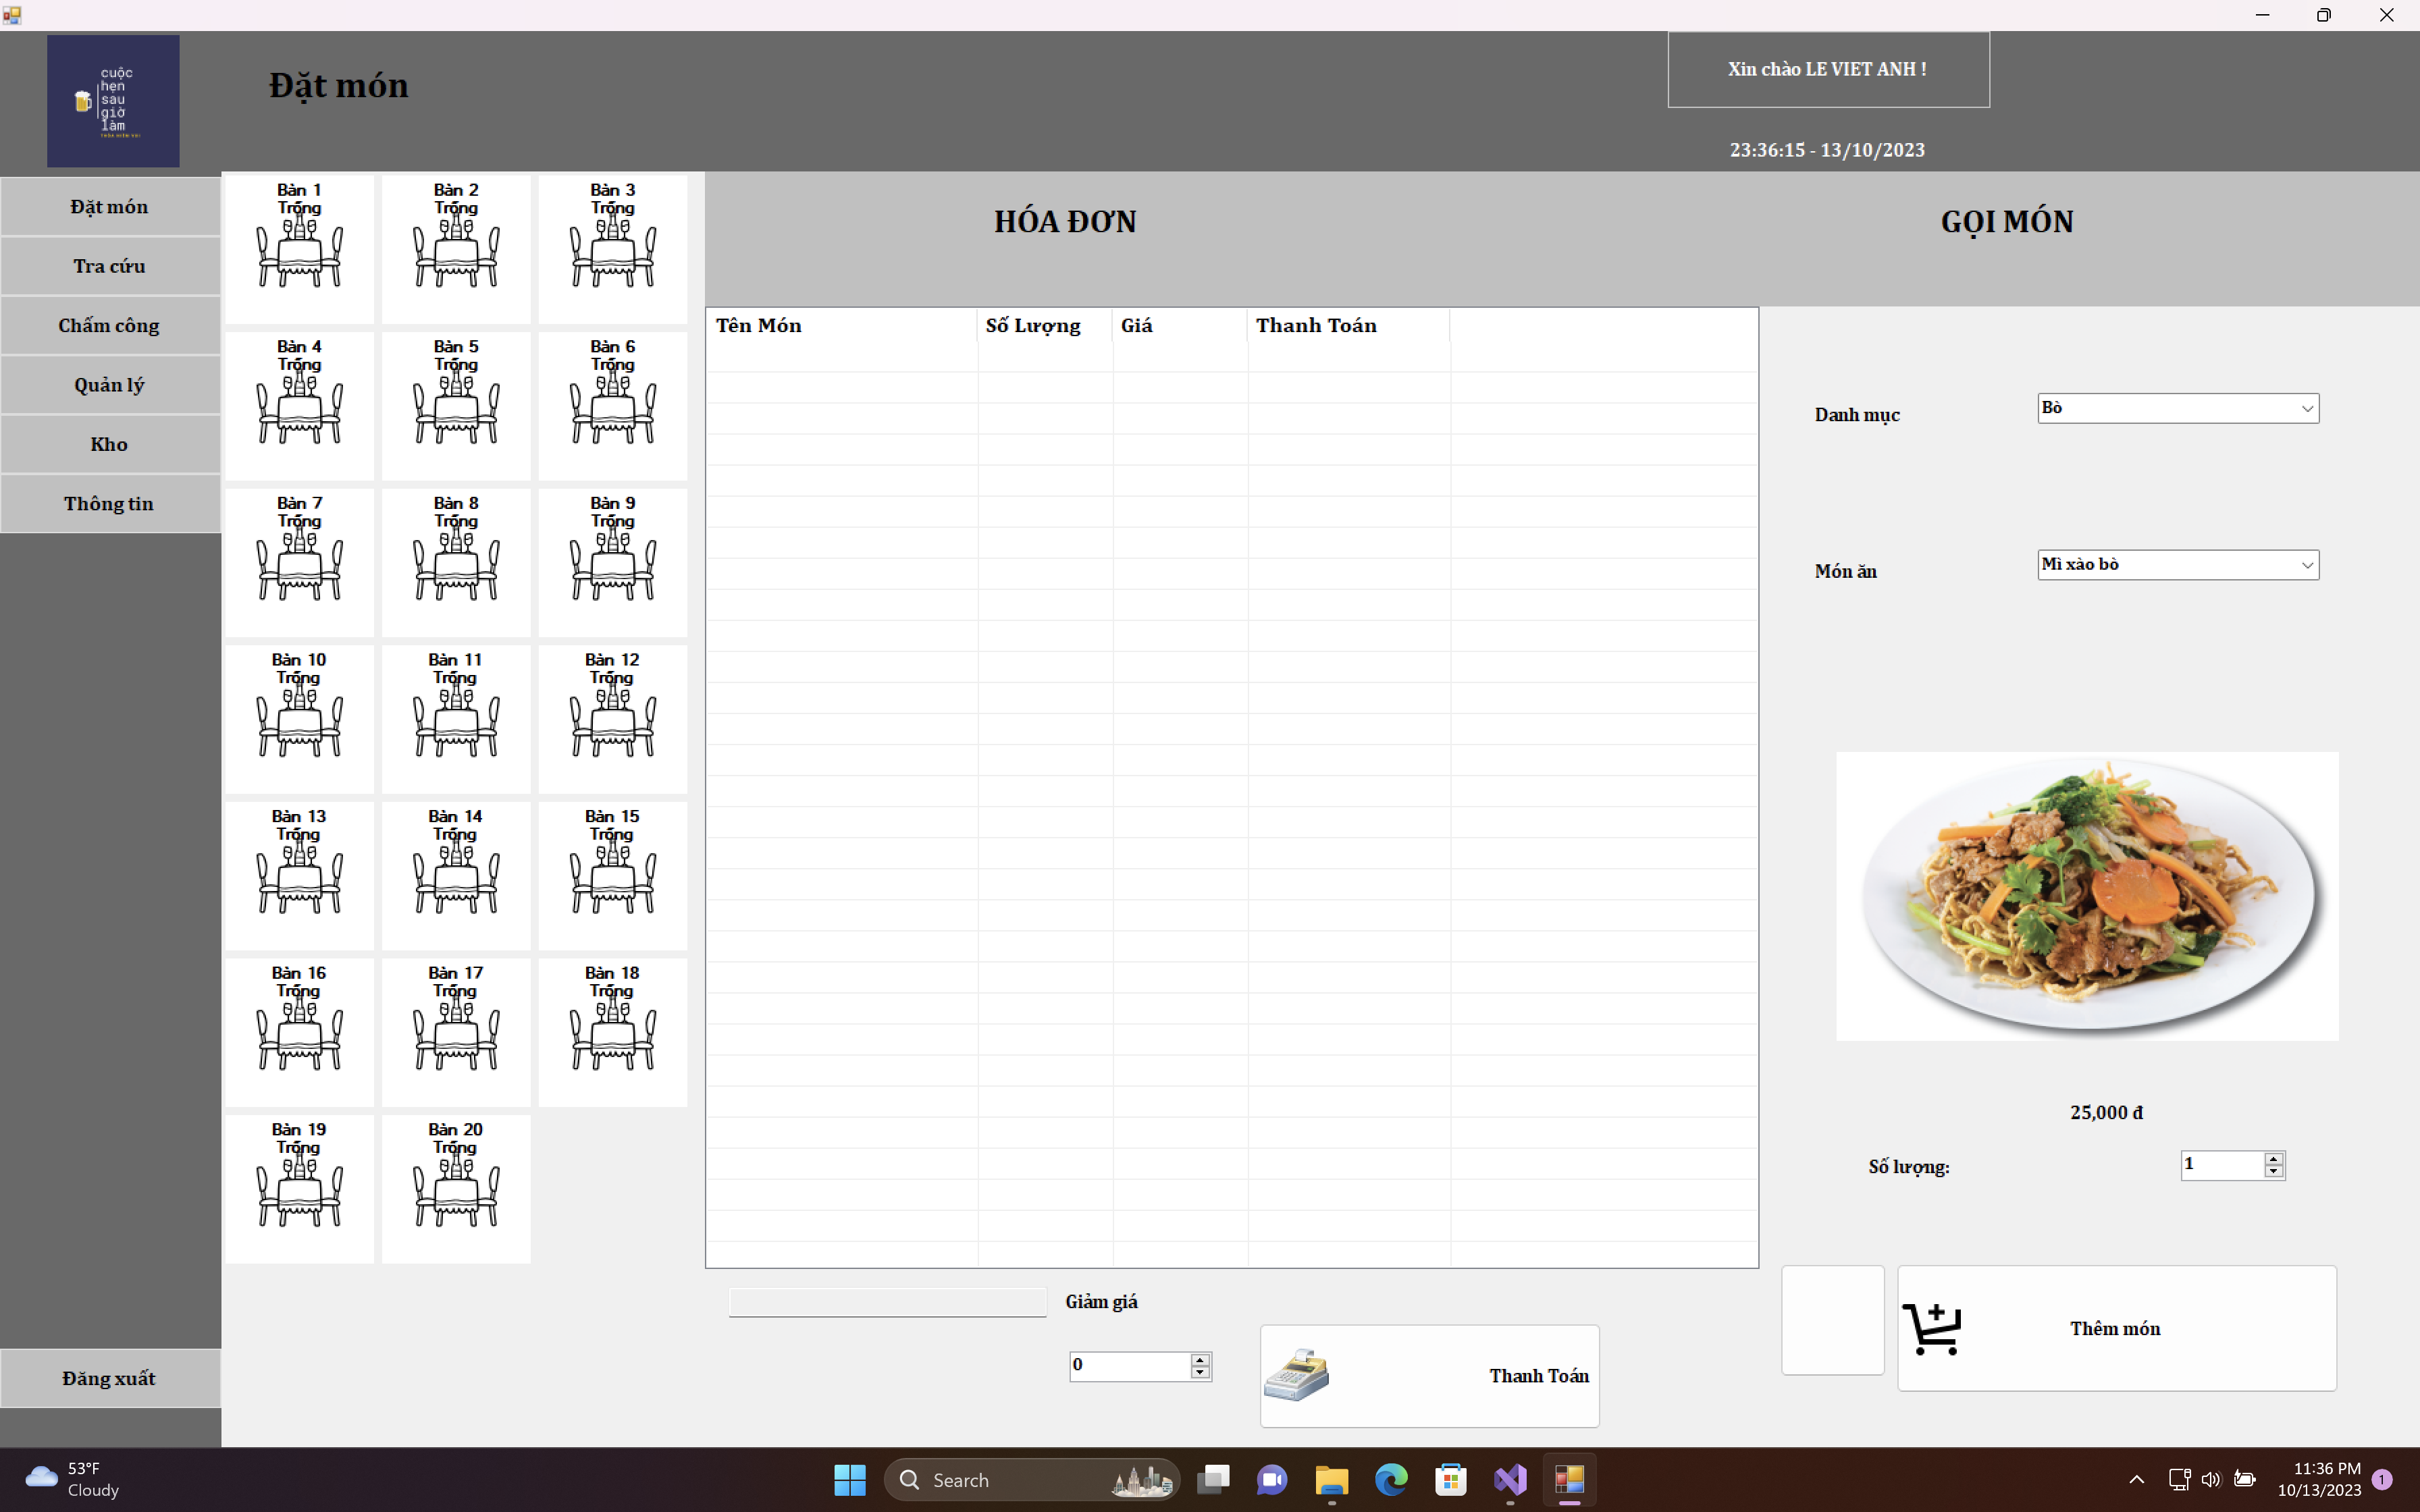 cuộc
hẹn
sau
giờ
làm
Đặt món
Xin chào LE VIET ANH !
23:36:15 - 13/10/2023
Đặt món
Tra cứu
Chấm công
Quản lý
Kho
Thông tin
Đăng xuất
Bàn 1
Trống
Bàn 2
Trống
Bàn 3
Trống
Bàn 4
Trống
Bàn 5
Trống
Bàn 6
Trống
Bàn 7
Trống
Bàn 8
Trống
Bàn 9
Trống
Bàn 10
Trống
Bàn 11
Trống
Bàn 12
Trống
Bàn 13
Trống
Bàn 14
Trống
Bàn 15
Trống
Bàn 16
Trống
Bàn 17
Trống
Bàn 18
Trống
Bàn 19
Trống
Bàn 20
Trống
HÓA ĐƠN
Tên Món Số Lượng Giá Thanh Toán
Giảm giá
0
Thanh Toán
GỌI MÓN
Danh mục Bò
Món ăn Mì xào bò
25,000 đ
Số lượng: 1
Thêm món
53°F
Cloudy
Search
11:36 PM
10/13/2023
1